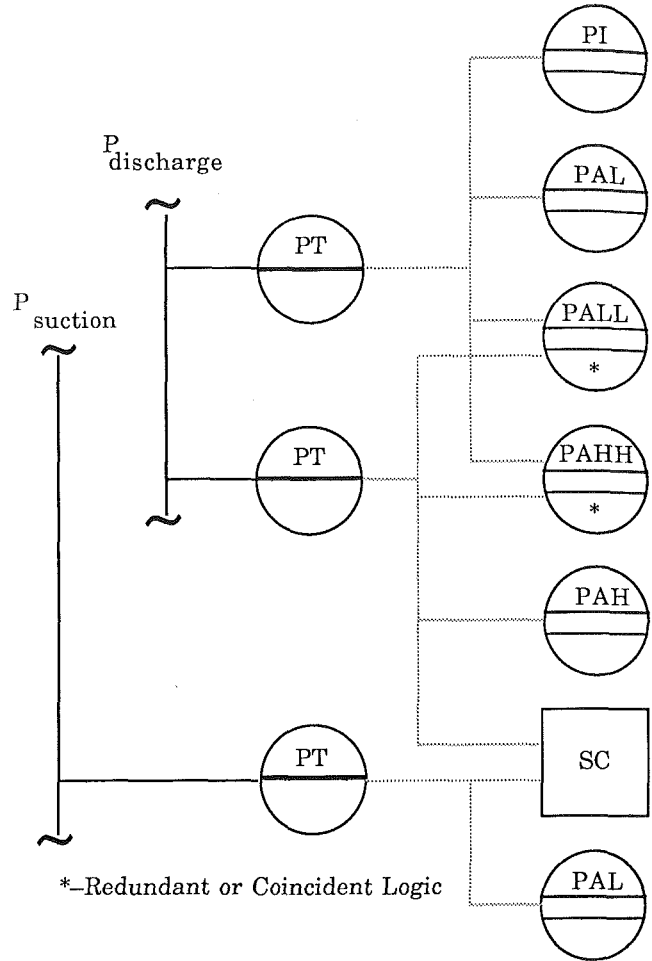 PI
P
discharge
PAL
PT
P
suction
PALL
*
PT
PAHH
*
PAH
PT
SC
PAL
*–Redundant or Coincident Logic